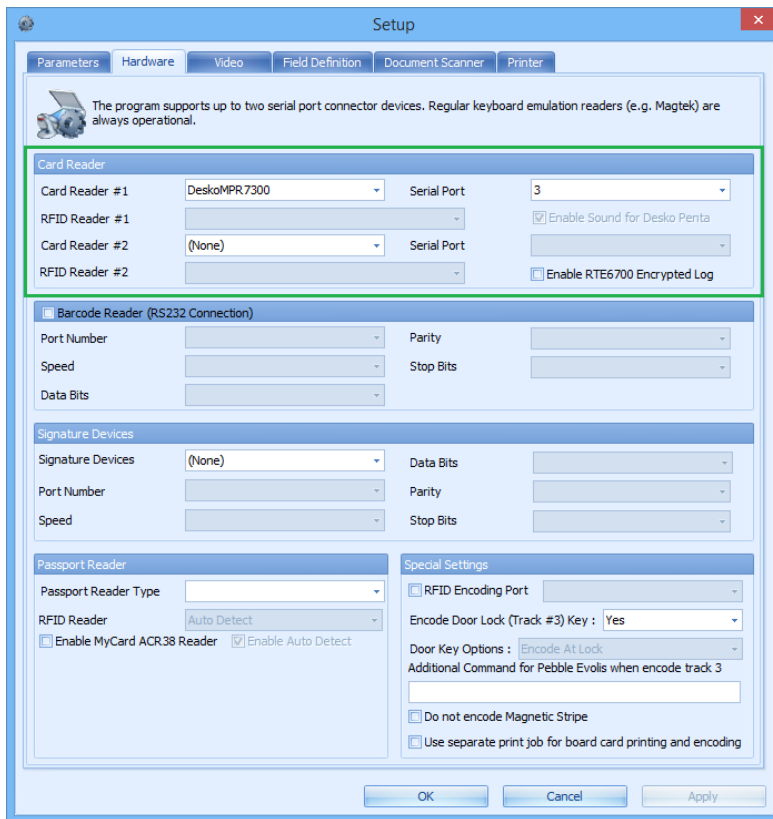 Setup
Parameters Hardware Video Field Definition Document Scanner Printer
The program supports up to two serial port connector devices. Regular keyboard emulation readers (e.g. Magtek) are
always operational.
Card Reader
Card Reader #1 DeskoMPR7300 Serial Port 3
RFID Reader #1 Enable Sound for Desko Penta
Card Reader #2 (None) Serial Port
RFID Reader #2 Enable RTE6700 Encrypted Log
Barcode Reader (RS232 Connection)
Port Number Parity
Speed Stop Bits
Data Bits
Signature Devices
Signature Devices (None) Data Bits
Port Number Parity
Speed Stop Bits
Passport Reader
Passport Reader Type
RFID Reader Auto Detect
Enable MyCard ACR38 Reader Enable Auto Detect
Special Settings
RFID Encoding Port
Encode Door Lock (Track #3) Key : Yes
Door Key Options : Encode At Lock
Additional Command for Pebble Evolis when encode track 3
Do not encode Magnetic Stripe
Use separate print job for board card printing and encoding
OK Cancel Apply